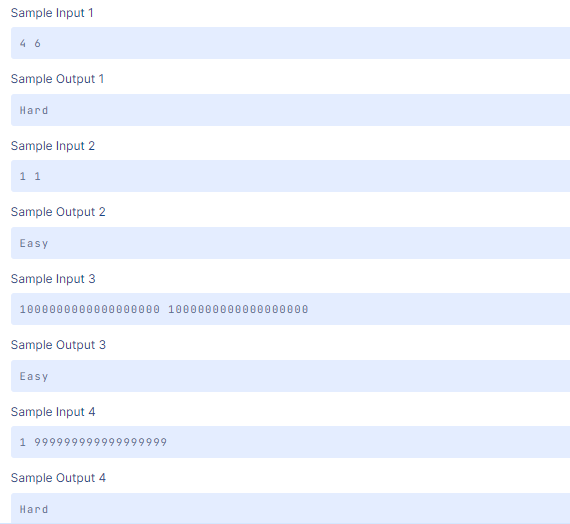 Sample Input 1
4 6
Sample Output 1
Hard
Sample Input 2
1 1
Sample Output 2
Easy
Sample Input 3
1000000000000000000 1000000000000000000
Sample Output 3
Easy
Sample Input 4
1 999999999999999999
Sample Output 4
Hard